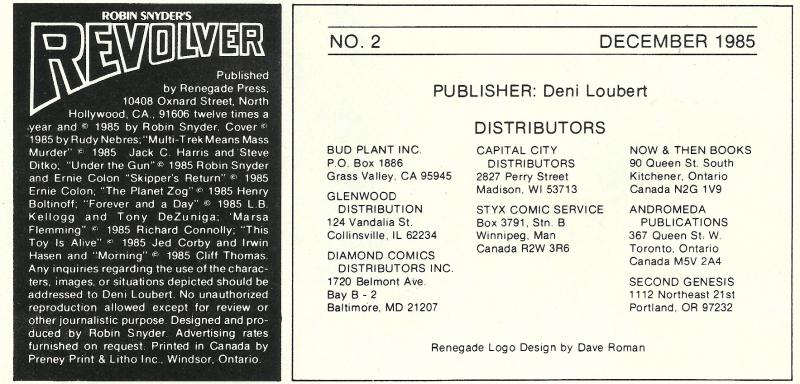 ROBIN SNYDER'S
REVOLVER
Published
by Renegade Press,
10408 Oxnard Street, North
Hollywood, CA., 91606 twelve times a
year and © 1985 by Robin Snyder. Cover ©
1985 by Rudy Nebres; "Multi-Trek Means Mass
Murder" © 1985 Jack C. Harris and Steve
Ditko; "Under the Gun" © 1985 Robin Snyder
and Ernie Colon "Skipper's Return" © 1985
Ernie Colon; "The Planet Zog" © 1985 Henry
Boltinoff; "Forever and a Day" © 1985 L.B.
Kellogg and Tony DeZuniga; 'Marsa
Flemming" © 1985 Richard Connolly; "This
Toy Is Alive" © 1985 Jed Corby and Irwin
Hasen and "Morning" © 1985 Cliff Thomas.
Any inquiries regarding the use of the charac-
ters, images, or situations depicted should be
addressed to Deni Loubert. No unauthorized
reproduction allowed except for review or
other journalistic purpose. Designed and pro-
duced by Robin Snyder. Advertising rates
furnished on request. Printed in Canada by
Preney Print & Litho Inc., Windsor, Ontario.
NO. 2 DECEMBER 1985
PUBLISHER: Deni Loubert
DISTRIBUTORS
BUD PLANT INC.
P.O. Box 1886
Grass Valley, CA 95945
GLENWOOD
DISTRIBUTION
124 Vandalia St.
Collinsville, IL 62234
DIAMOND COMICS
DISTRIBUTORS INC.
1720 Belmont Ave.
Bay B - 2
Baltimore, MD 21207
CAPITAL CITY
DISTRIBUTORS
2827 Perry Street
Madison, WI 53713
STYX COMIC SERVICE
Box 3791, Stn. B
Winnipeg, Man
Canada R2W 3R6
NOW & THEN BOOKS
90 Queen St. South
Kitchener, Ontario
Canada N2G 1V9
ANDROMEDA
PUBLICATIONS
367 Queen St. W.
Toronto, Ontario
Canada M5V 2A4
SECOND GENESIS
1112 Northeast 21st
Portland, OR 97232
Renegade Logo Design by Dave Roman